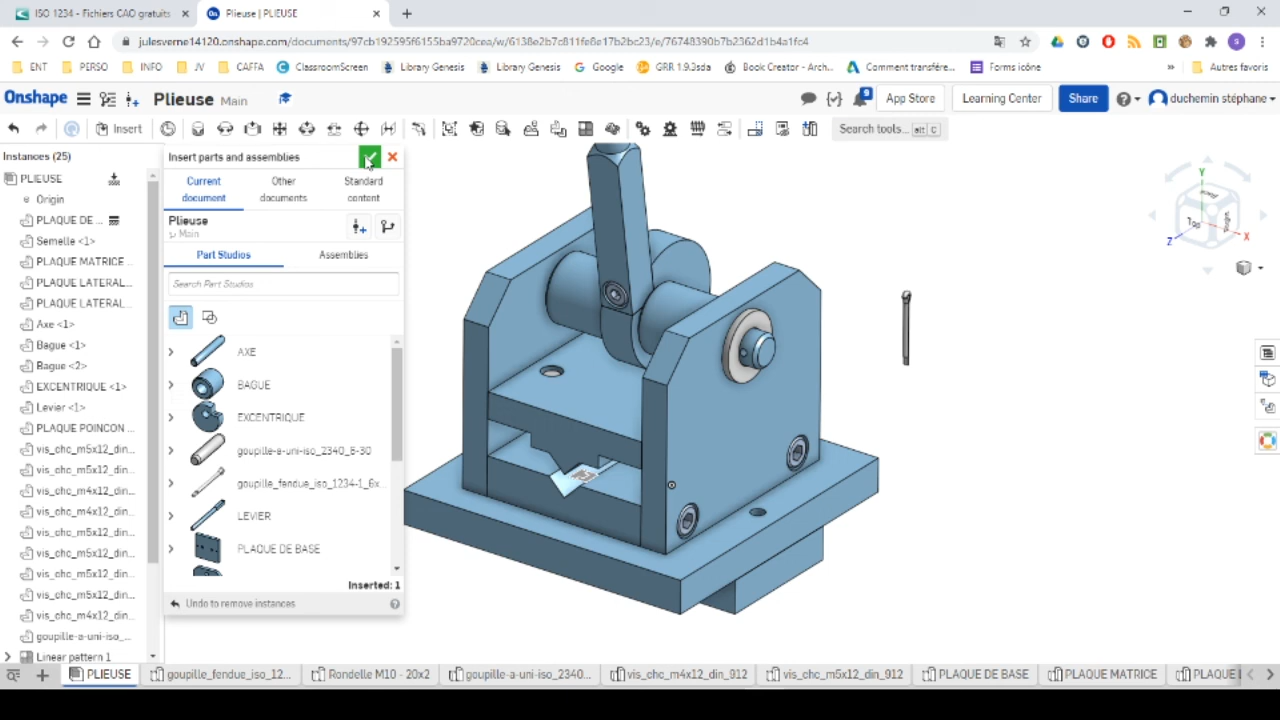 ISO 1234 - Fichiers CAO gratuits
Plieuse | PLIEUSE
julesverne14120.onshape.com/documents/97cb192595f6155ba9720cea/w/6138e2b7c811fe8e17b2bc23/e/76748390b7b2362d1b4a1fc4
ENT
PERSO
INFO
JV
CAFFA
ClassroomScreen
Library Genesis
Library Genesis
Google
GRR 1.9.3sda
Book Creator - Arch...
Comment transfére...
Forms icône
»
Autres favoris
Onshape
Plieuse Main
9
App Store
Learning Center
Share
duchemin stéphane
Insert
Search tools... alt C
Instances (25)
PLIEUSE
Origin
PLAQUE DE ...
Semelle <1>
PLAQUE MATRICE ...
PLAQUE LATERAL...
PLAQUE LATERAL...
Axe <1>
Bague <1>
Bague <2>
EXCENTRIQUE <1>
Levier <1>
PLAQUE POINCON ...
vis_chc_m5x12_din...
vis_chc_m5x12_din...
vis_chc_m4x12_din...
vis_chc_m4x12_din...
vis_chc_m5x12_din...
vis_chc_m5x12_din...
vis_chc_m5x12_din...
vis_chc_m5x12_din...
vis_chc_m4x12_din...
goupille-a-uni-iso_...
Linear pattern 1
Insert parts and assemblies
Current document
Other documents
Standard content
Plieuse
Main
Part Studios
Assemblies
Search Part Studios
AXE
BAGUE
EXCENTRIQUE
goupille-a-uni-iso_2340_6-30
goupille_fendue_iso_1234-1_6x...
LEVIER
PLAQUE DE BASE
Inserted: 1
Undo to remove instances
Y
Z
X
Top
Right
PLIEUSE
goupille_fendue_iso_12...
Rondelle M10 - 20x2
goupille-a-uni-iso_2340...
vis_chc_m4x12_din_912
vis_chc_m5x12_din_912
PLAQUE DE BASE
PLAQUE MATRICE
PLAQUE